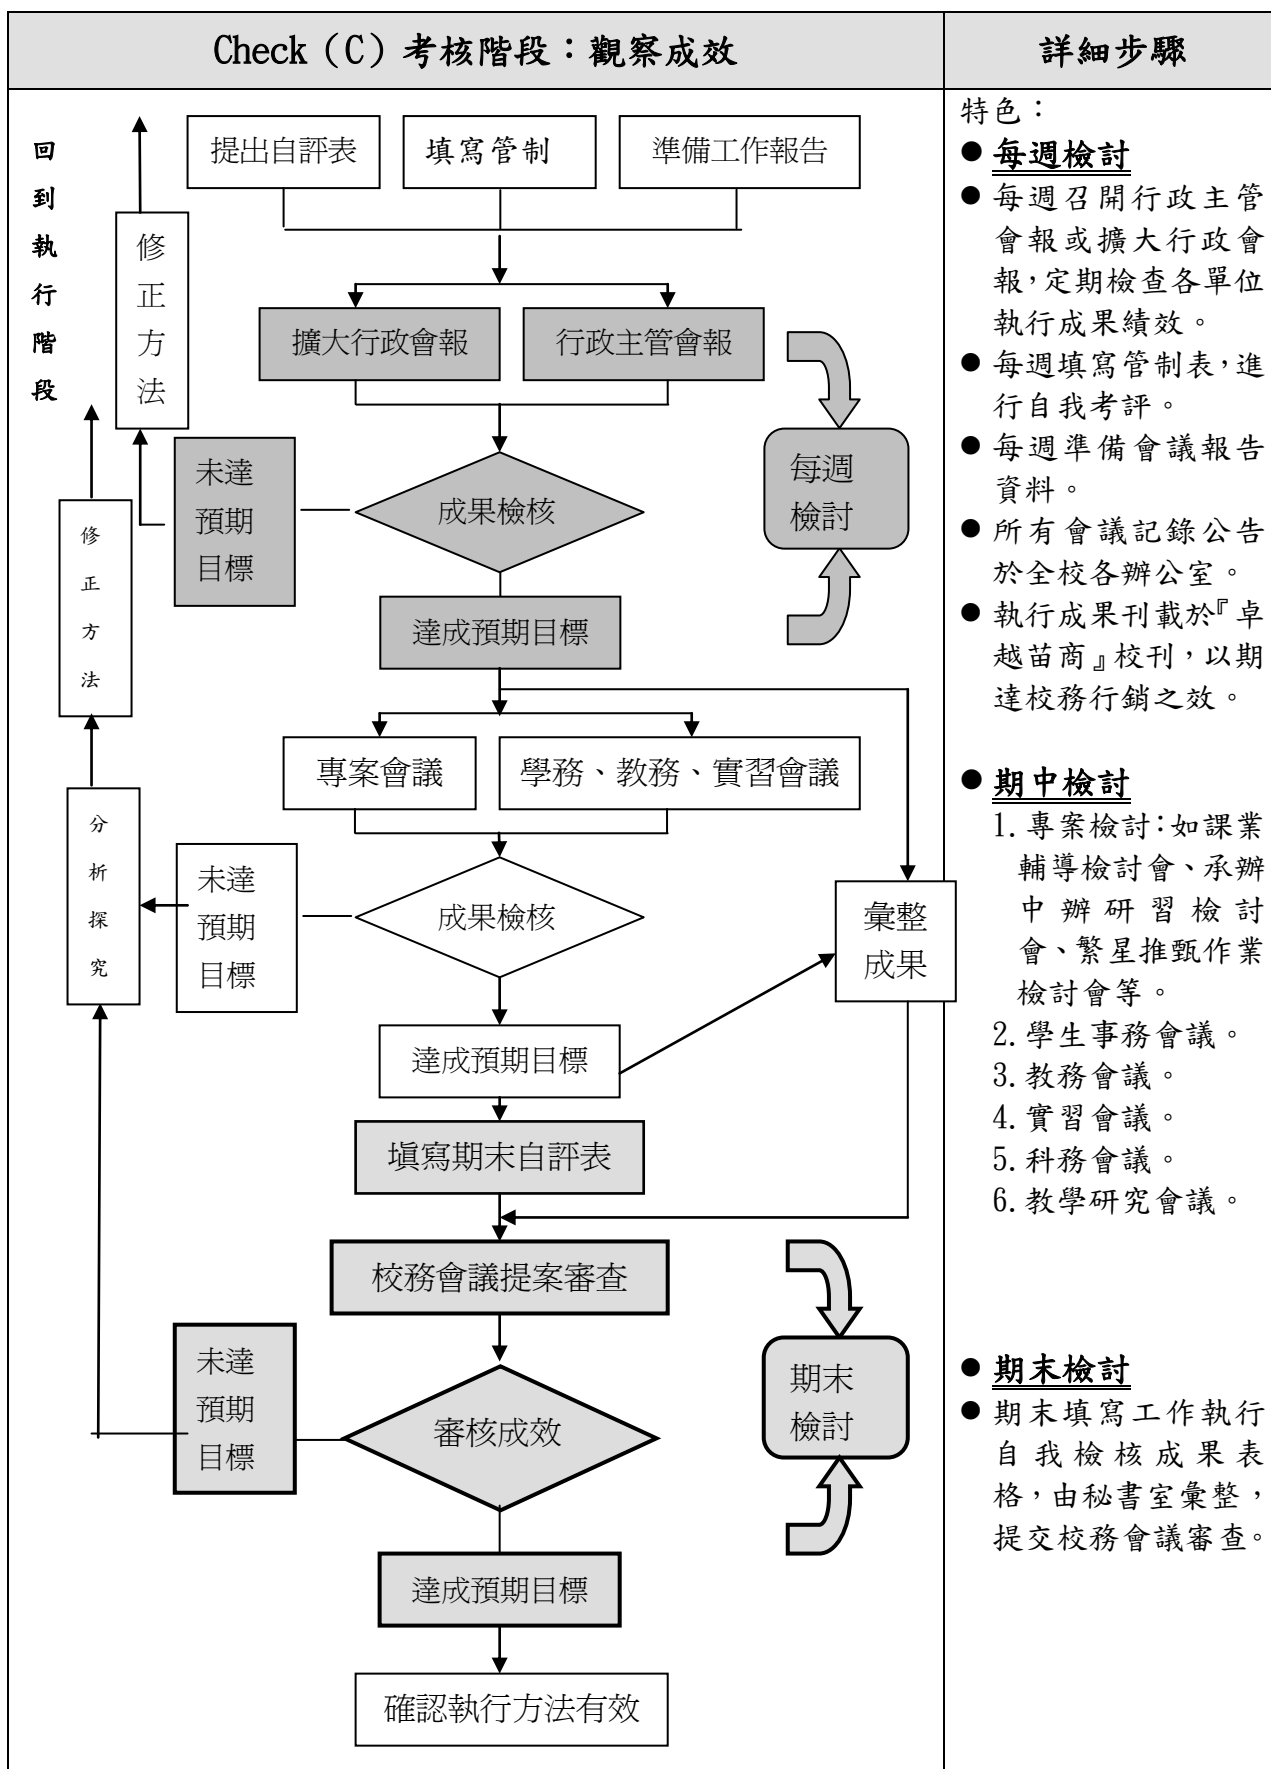 Check（C）考核階段：觀察成效
詳細步驟
回
到
執
行
階
段
提出自評表
填寫管制
準備工作報告
修
正
方
法
擴大行政會報
行政主管會報
每週
檢討
未達
預期
目標
成果檢核
修
正
方
法
達成預期目標
專案會議
學務、教務、實習會議
分
析
探
究
未達
預期
目標
成果檢核
彙整
成果
達成預期目標
填寫期末自評表
校務會議提案審查
未達
預期
目標
審核成效
期末
檢討
達成預期目標
確認執行方法有效
特色：
●每週檢討
●每週召開行政主管
會報或擴大行政會
報，定期檢查各單位
執行成果績效。
●每週填寫管制表，進
行自我考評。
●每週準備會議報告
資料。
●所有會議記錄公告
於全校各辦公室。
●執行成果刊載於『卓
越苗商』校刊，以期
達校務行銷之效。
●期中檢討
1.專案檢討：如課業
輔導檢討會、承辦
中辦研習檢討
會、繁星推甄作業
檢討會等。
2.學生事務會議。
3.教務會議。
4.實習會議。
5.科務會議。
6.教學研究會議。
●期末檢討
●期末填寫工作執行
自我檢核成果表
格，由秘書室彙整，
提交校務會議審查。